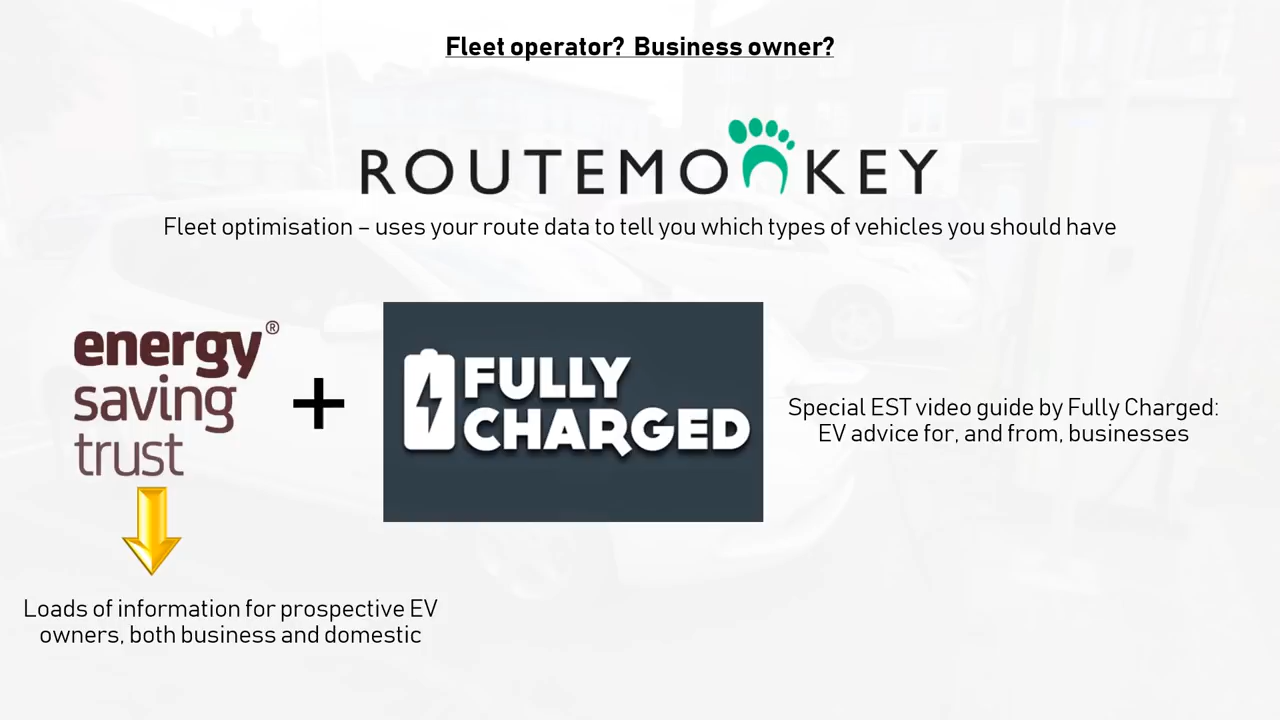 Fleet operator? Business owner?
ROUTEMONKEY
Fleet optimisation – uses your route data to tell you which types of vehicles you should have
energy®
saving
trust
+
FULLY
CHARGED
Special EST video guide by Fully Charged:
EV advice for, and from, businesses
Loads of information for prospective EV
owners, both business and domestic